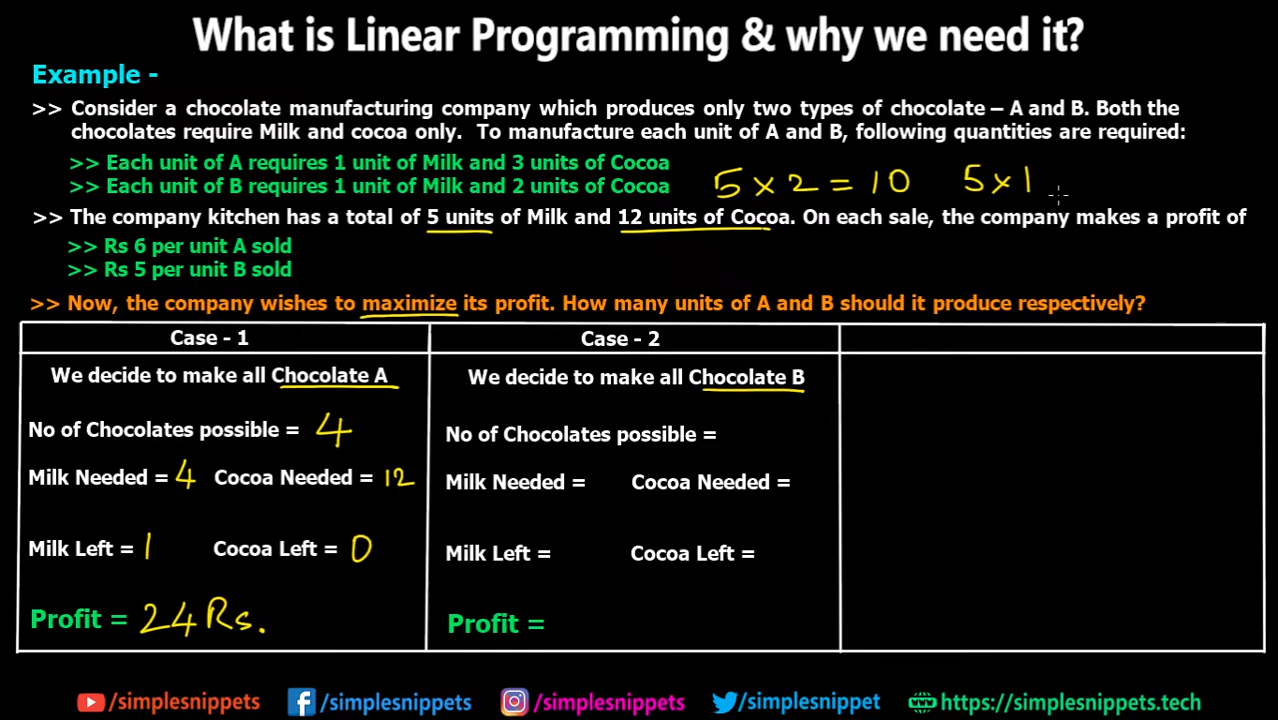 What is Linear Programming & why we need it?
Example -
>> Consider a chocolate manufacturing company which produces only two types of chocolate – A and B. Both the
chocolates require Milk and cocoa only. To manufacture each unit of A and B, following quantities are required:
>> Each unit of A requires 1 unit of Milk and 3 units of Cocoa
>> Each unit of B requires 1 unit of Milk and 2 units of Cocoa 5 × 2 = 10 5 × 1
>> The company kitchen has a total of 5 units of Milk and 12 units of Cocoa. On each sale, the company makes a profit of
>> Rs 6 per unit A sold
>> Rs 5 per unit B sold
>> Now, the company wishes to maximize its profit. How many units of A and B should it produce respectively?
Case - 1
We decide to make all Chocolate A
No of Chocolates possible = 4
Milk Needed = 4 Cocoa Needed = 12
Milk Left = 1 Cocoa Left = 0
Profit = 24 Rs.
Case - 2
We decide to make all Chocolate B
No of Chocolates possible =
Milk Needed = Cocoa Needed =
Milk Left = Cocoa Left =
Profit =
/simplesnippets /simplesnippets /simplesnippets /simplesnippets https://simplesnippets.tech